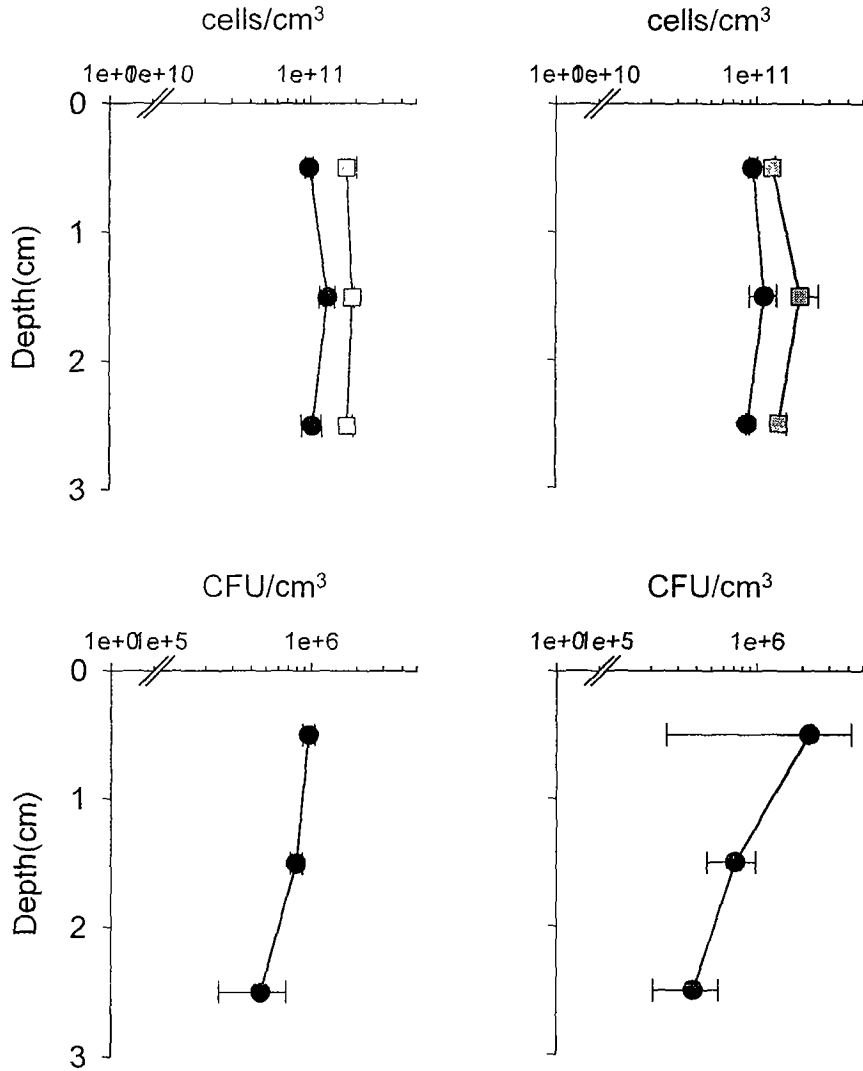 cells/cm³ cells/cm³
1e+0 1e+10 1e+11 1e+0 1e+10 1e+11
0
1
2
3
Depth(cm)
CFU/cm³ CFU/cm³
1e+0 1e+5 1e+6 1e+0 1e+5 1e+6
0
1
2
3
Depth(cm)